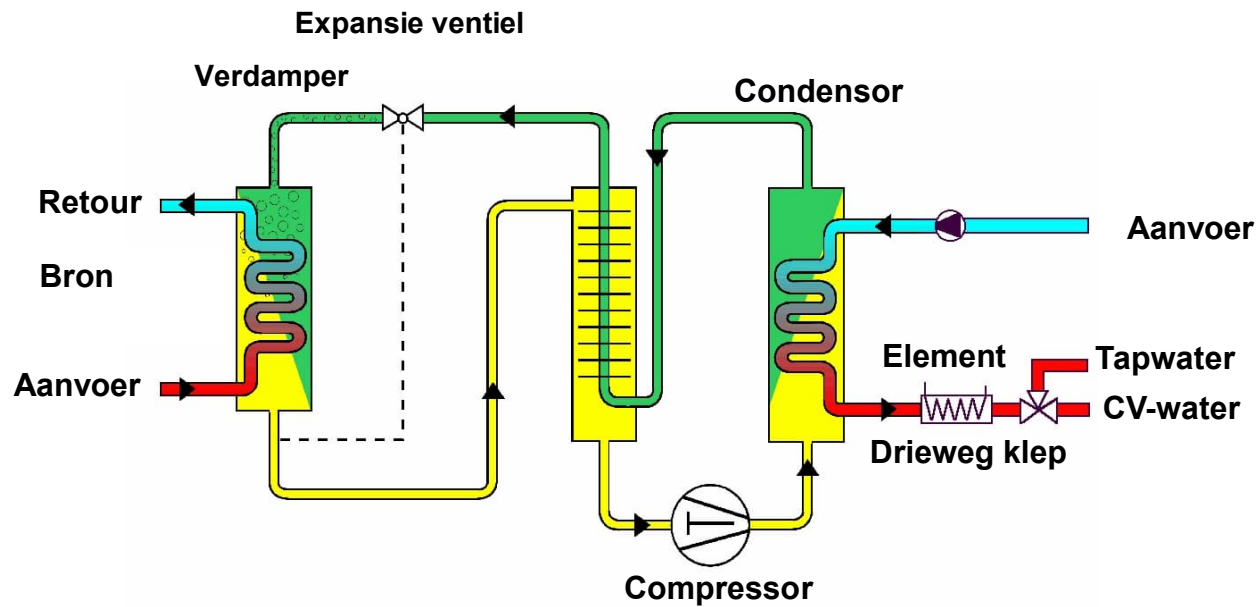 Expansie ventiel
Verdamper
Condensor
Retour
Aanvoer
Bron
Element
Tapwater
Aanvoer
CV-water
Drieweg klep
Compressor